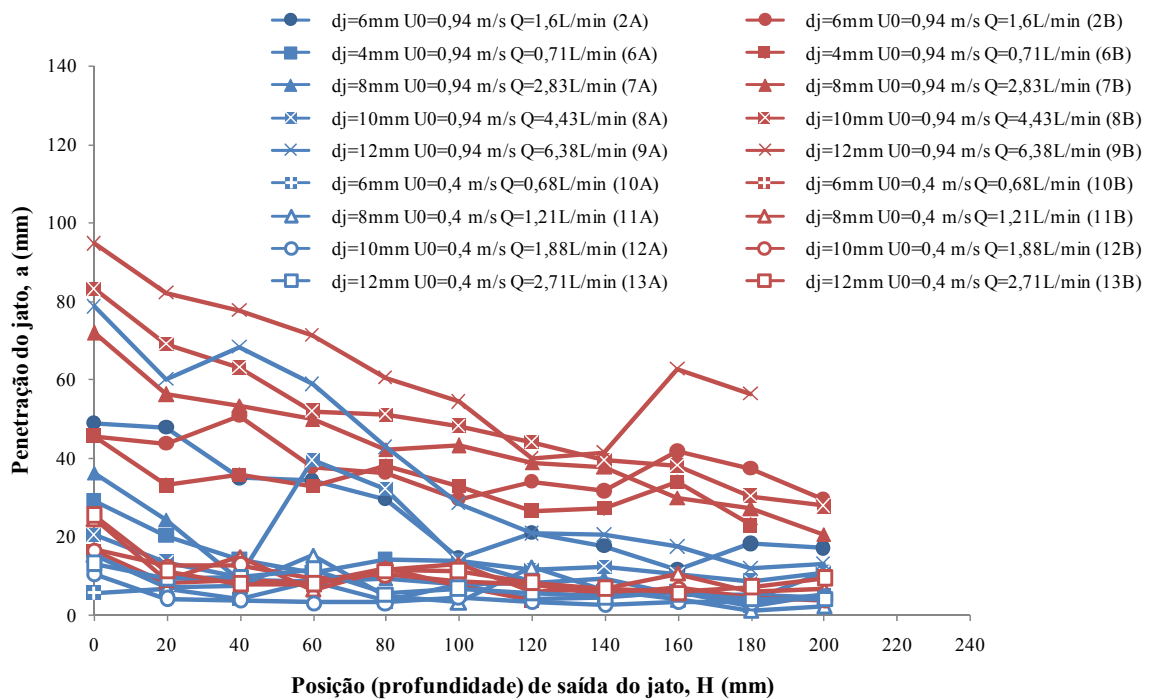 dj=6mm U0=0,94 m/s Q=1,6L/min (2A) dj=6mm U0=0,94 m/s Q=1,6L/min (2B)
dj=4mm U0=0,94 m/s Q=0,71L/min (6A) dj=4mm U0=0,94 m/s Q=0,71L/min (6B)
dj=8mm U0=0,94 m/s Q=2,83L/min (7A) dj=8mm U0=0,94 m/s Q=2,83L/min (7B)
dj=10mm U0=0,94 m/s Q=4,43L/min (8A) dj=10mm U0=0,94 m/s Q=4,43L/min (8B)
dj=12mm U0=0,94 m/s Q=6,38L/min (9A) dj=12mm U0=0,94 m/s Q=6,38L/min (9B)
dj=6mm U0=0,4 m/s Q=0,68L/min (10A) dj=6mm U0=0,4 m/s Q=0,68L/min (10B)
dj=8mm U0=0,4 m/s Q=1,21L/min (11A) dj=8mm U0=0,4 m/s Q=1,21L/min (11B)
dj=10mm U0=0,4 m/s Q=1,88L/min (12A) dj=10mm U0=0,4 m/s Q=1,88L/min (12B)
dj=12mm U0=0,4 m/s Q=2,71L/min (13A) dj=12mm U0=0,4 m/s Q=2,71L/min (13B)
Penetração do jato, a (mm)
140
120
100
80
60
40
20
0
0 20 40 60 80 100 120 140 160 180 200 220 240
Posição (profundidade) de saída do jato, H (mm)